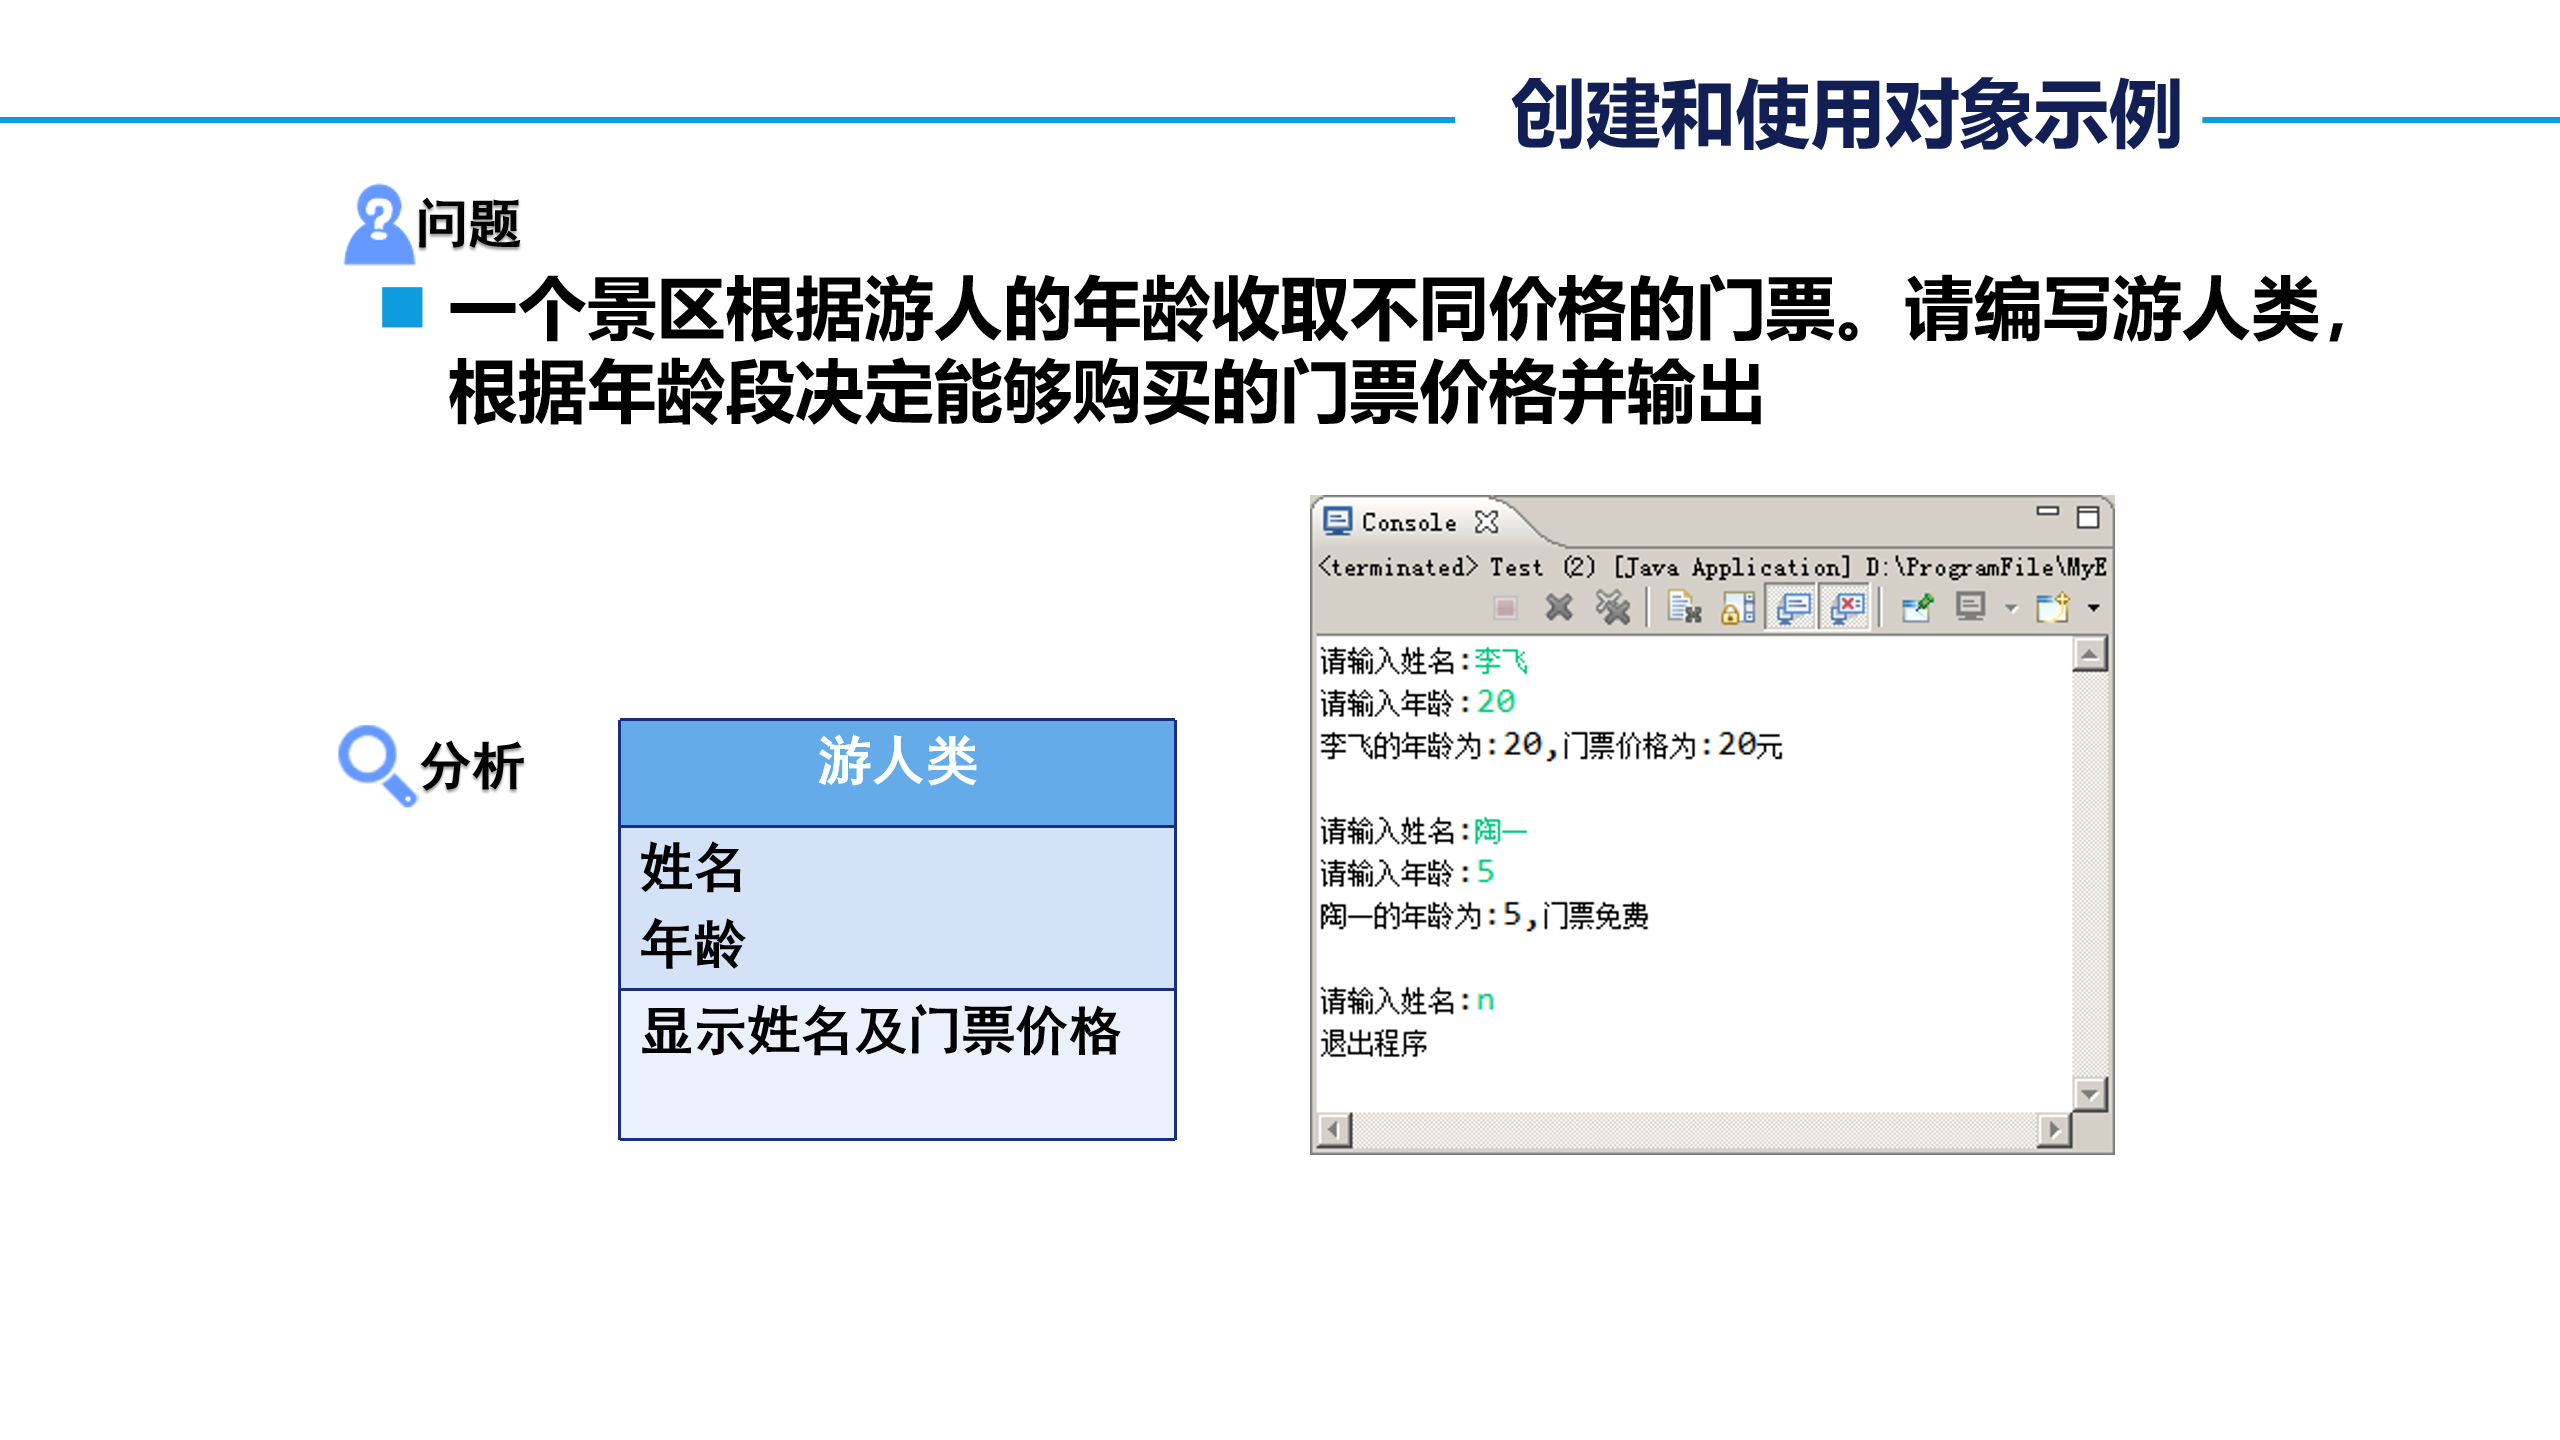 创建和使用对象示例
问题
一个景区根据游人的年龄收取不同价格的门票。请编写游人类，
根据年龄段决定能够购买的门票价格并输出
分析
游人类
姓名
年龄
显示姓名及门票价格
Console
<terminated> Test (2) [Java Application] D:\ProgramFile\MyE
请输入姓名:李飞
请输入年龄:20
李飞的年龄为:20,门票价格为:20元
请输入姓名:陶一
请输入年龄:5
陶一的年龄为:5,门票免费
请输入姓名:n
退出程序